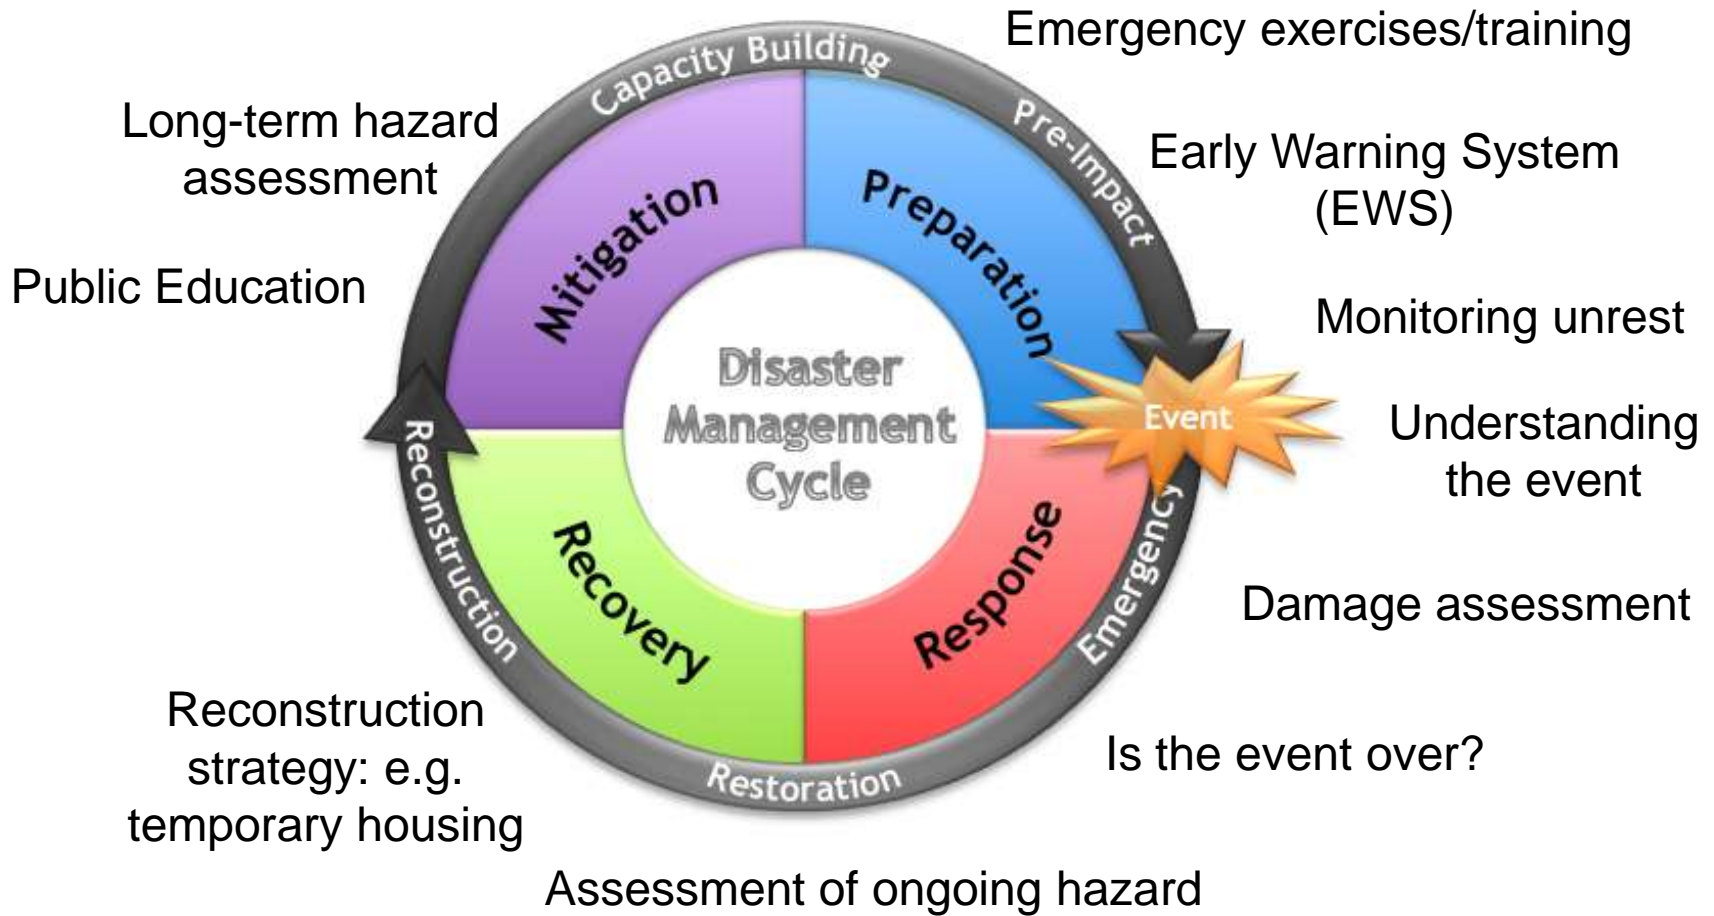 Emergency exercises/training
Capacity Building
Pre-Impact
Long-term hazard
assessment
Early Warning System
(EWS)
Mitigation
Preparation
Public Education
Monitoring unrest
Disaster
Management
Cycle
Event
Understanding
the event
Reconstruction
Recovery
Response
Emergency
Damage assessment
Reconstruction
strategy: e.g.
temporary housing
Restoration
Is the event over?
Assessment of ongoing hazard